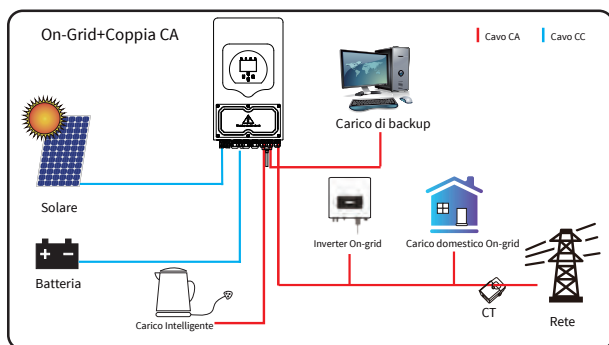 On-Grid+Coppia CA
Cavo CA
Cavo CC
Carico di backup
Solare
Inverter On-grid
Carico domestico On-grid
Batteria
Carico Intelligente
CT
Rete